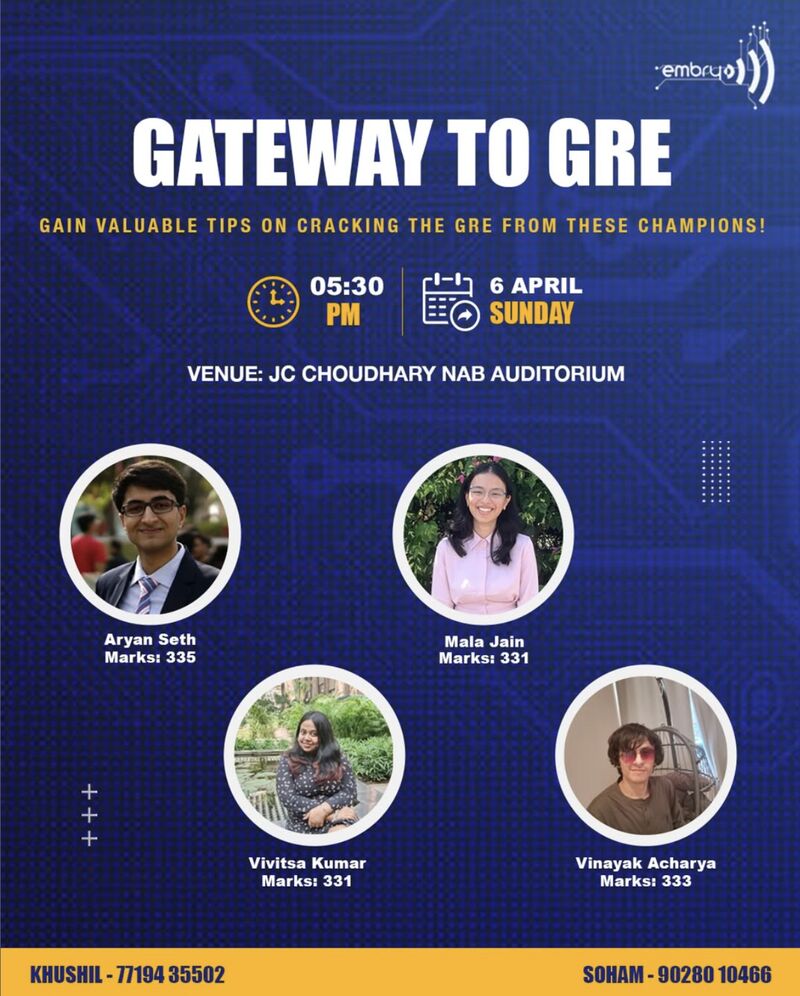 embryo
GATEWAY TO GRE
GAIN VALUABLE TIPS ON CRACKING THE GRE FROM THESE CHAMPIONS!
05:30
PM
6 APRIL
SUNDAY
VENUE: JC CHOUDHARY NAB AUDITORIUM
Aryan Seth
Marks: 335
Mala Jain
Marks: 331
Vivitsa Kumar
Marks: 331
Vinayak Acharya
Marks: 333
KHUSHIL - 77194 35502
SOHAM - 90280 10466